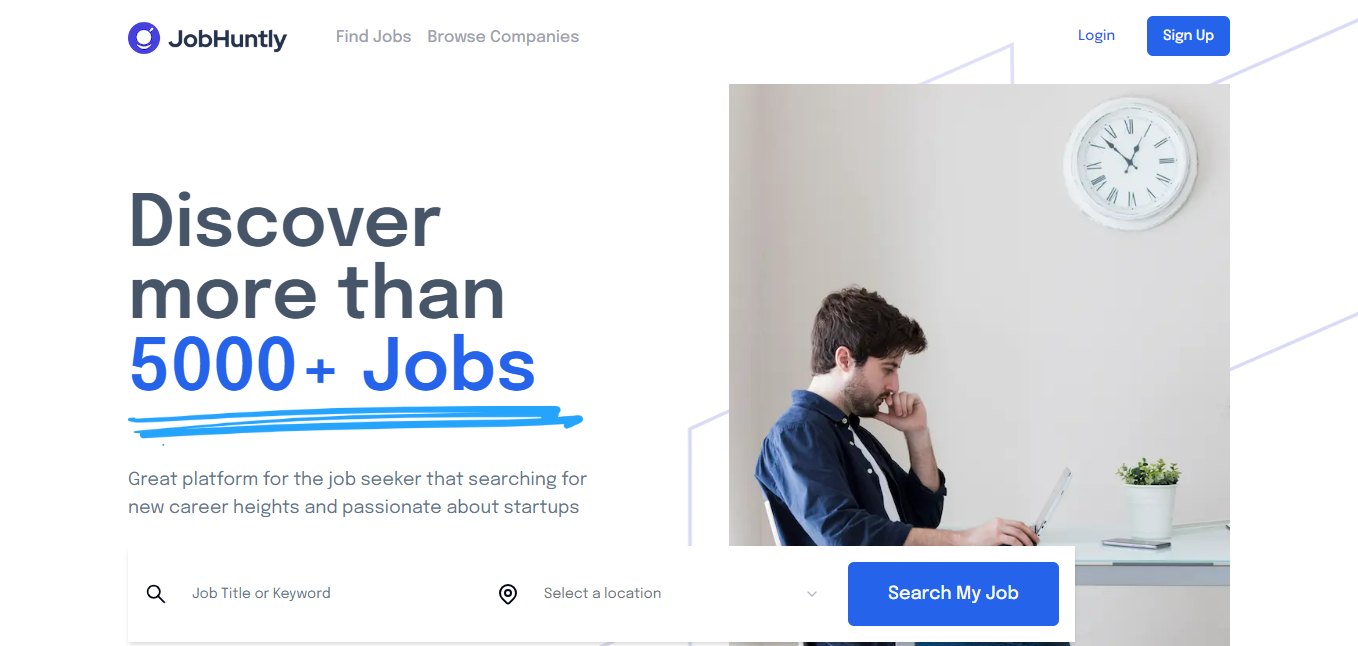 JobHuntly
Find Jobs
Browse Companies
Login
Sign Up
Discover
more than
5000+ Jobs
Great platform for the job seeker that searching for
new career heights and passionate about startups
Job Title or Keyword
Select a location
Search My Job